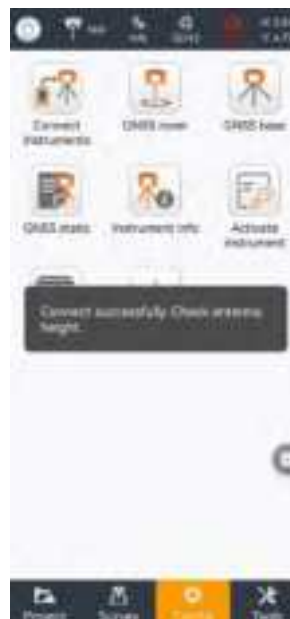 Connect
instruments
GNSS rover
GNSS base
GNSS static
Instrument info
Activate
instrument
Connect successfully. Check antenna
height.
Project
Survey
Config
Tools